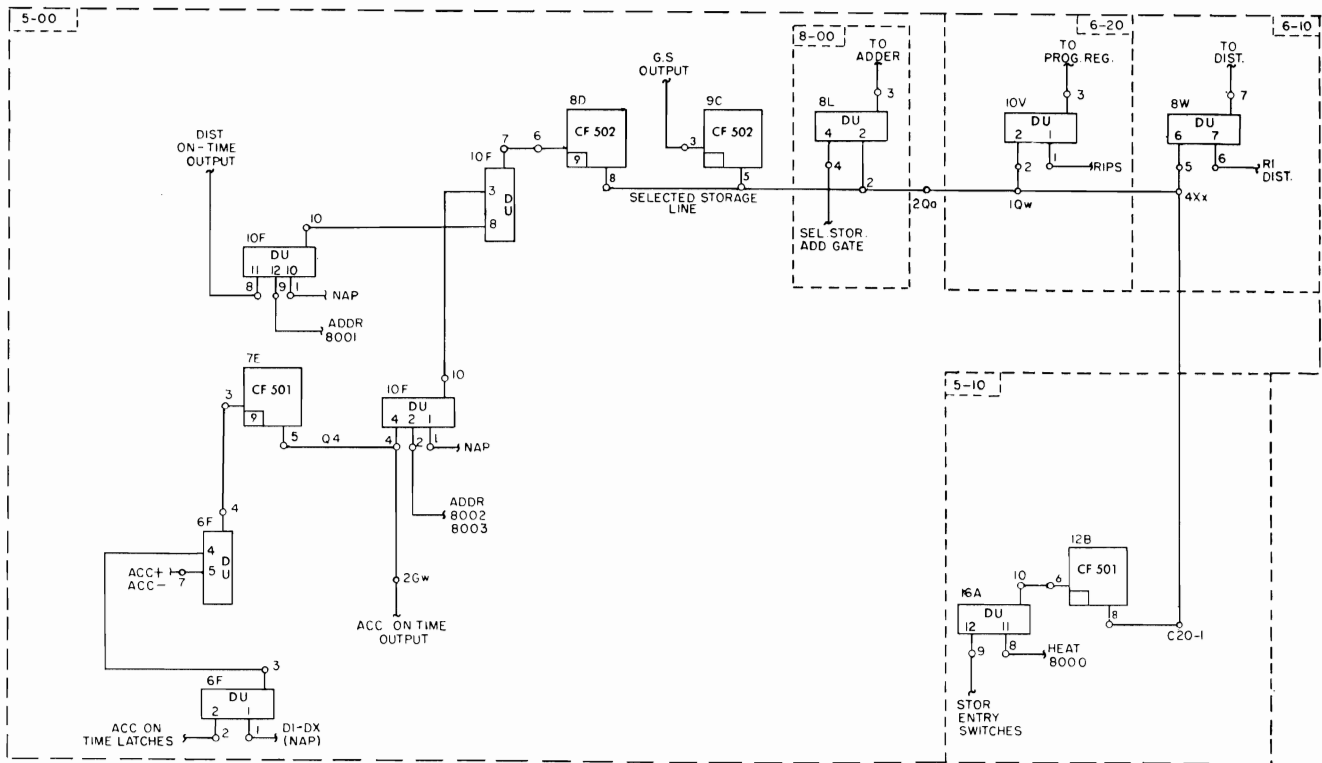 5-00
8-00
6-20
6-10
TO
ADDER
3
8L
DU
4 2
4
SEL. STOR.
ADD GATE
2
2Qa
TO
PROG. REG.
3
10V
DU
2 1
2
1
RIPS
1Qw
TO
DIST.
7
8W
DU
6 7
5
6
RI
DIST.
4Xx
G.S
OUTPUT
3
9C
CF 502
5
8D
CF 502
9
8
7
6
SELECTED STORAGE
LINE
10F
3
8
DU
DIST
ON-TIME
OUTPUT
10
10F
DU
11 12 10
8
9
1
NAP
ADDR
8001
7E
CF 501
9
3
5
Q4
10
10F
DU
4 2 1
4
2
1
NAP
ADDR
8002
8003
2Gw
ACC ON TIME
OUTPUT
4
6F
4
5
DU
ACC+
ACC-
7
3
6F
DU
2 1
2
1
ACC ON
TIME LATCHES
D1-DX
(NAP)
5-10
12B
CF 501
8
10
6
16A
DU
12 11
9
8
HEAT
8000
STOR
ENTRY
SWITCHES
C20-1